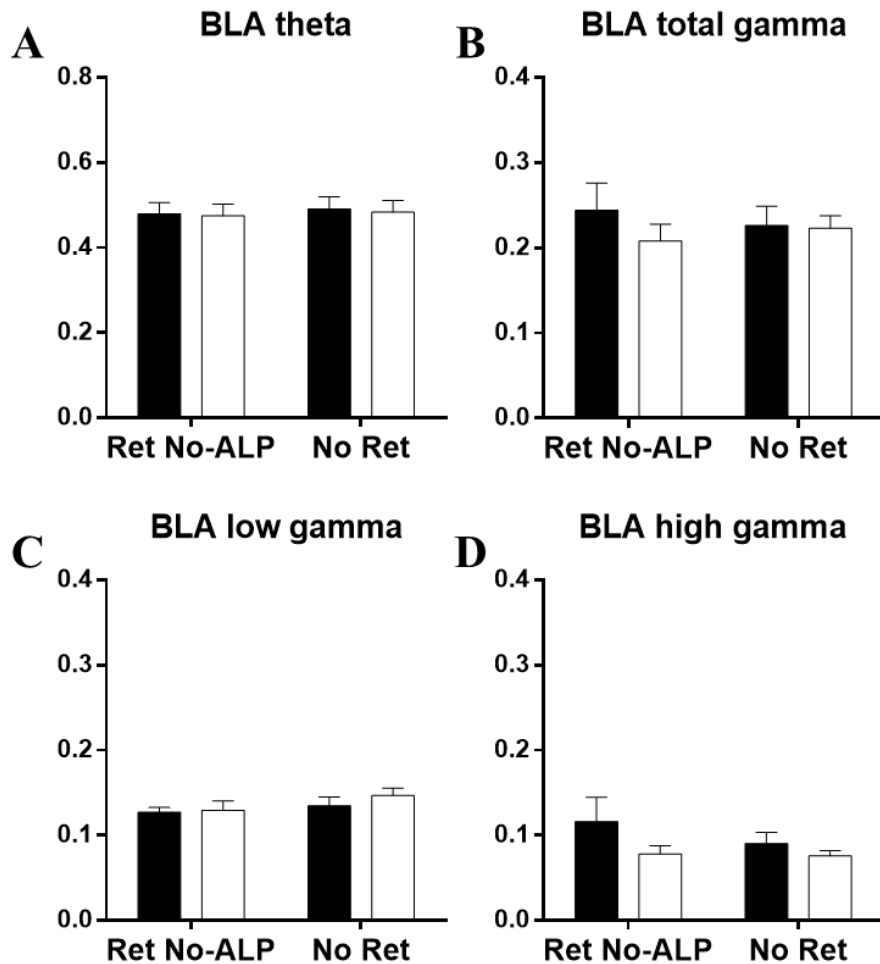 A
BLA theta
0.8
0.6
0.4
0.2
0.0
Ret No-ALP No Ret
B
BLA total gamma
0.4
0.3
0.2
0.1
0.0
Ret No-ALP No Ret
C
BLA low gamma
0.4
0.3
0.2
0.1
0.0
Ret No-ALP No Ret
D
BLA high gamma
0.4
0.3
0.2
0.1
0.0
Ret No-ALP No Ret